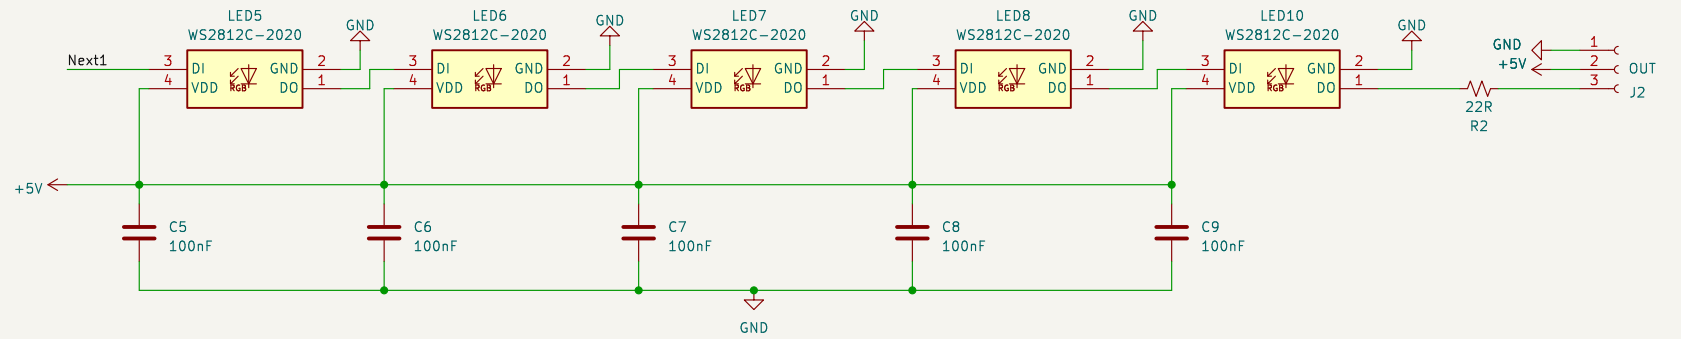 LED5
WS2812C-2020
GND
Next1
3
DI
GND
2
4
VDD
DO
1
RGB
LED6
WS2812C-2020
GND
3
DI
GND
2
4
VDD
DO
1
RGB
LED7
WS2812C-2020
GND
3
DI
GND
2
4
VDD
DO
1
RGB
LED8
WS2812C-2020
GND
3
DI
GND
2
4
VDD
DO
1
RGB
LED10
WS2812C-2020
GND
3
DI
GND
2
4
VDD
DO
1
RGB
22R
R2
GND
1
+5V
2
OUT
3
J2
+5V
C5
100nF
C6
100nF
C7
100nF
C8
100nF
C9
100nF
GND